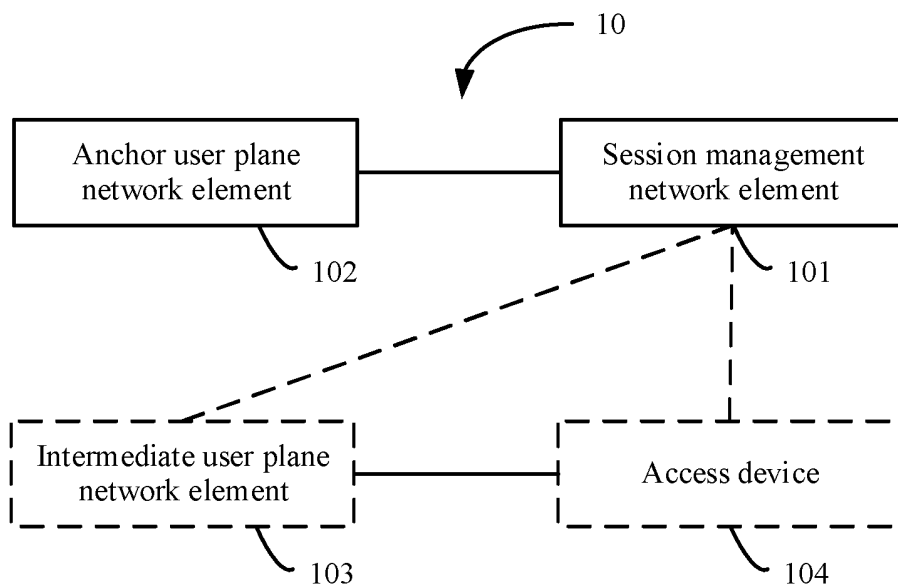 10
Anchor user plane
network element
Session management
network element
102
101
Intermediate user plane
network element
Access device
103
104